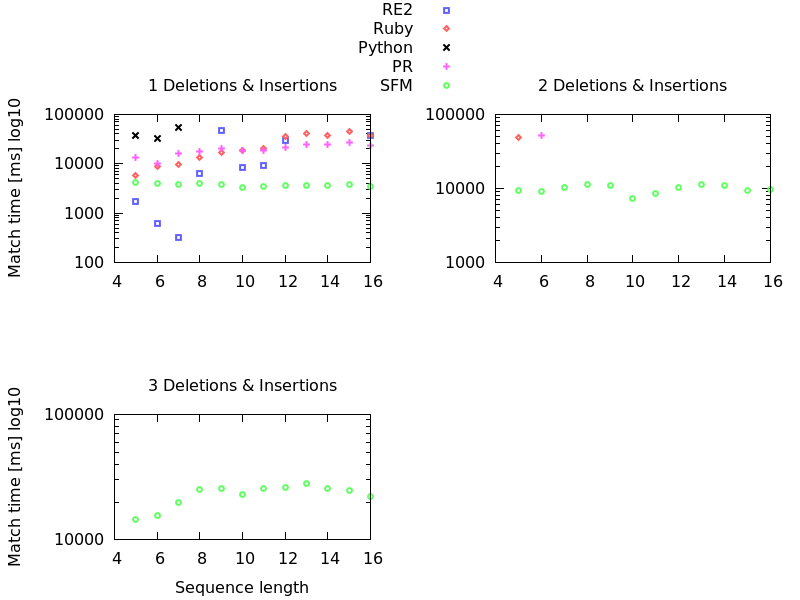 RE2
Ruby
Python
PR
SFM
1 Deletions & Insertions
2 Deletions & Insertions
Match time [ms] log10
100000
10000
1000
100
4 6 8 10 12 14 16
100000
10000
1000
4 6 8 10 12 14 16
3 Deletions & Insertions
Match time [ms] log10
100000
10000
4 6 8 10 12 14 16
Sequence length